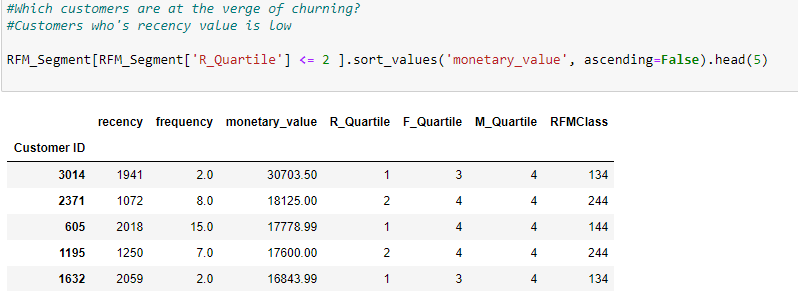 #Which customers are at the verge of churning?
#Customers who's recency value is low
RFM_Segment[RFM_Segment['R_Quartile'] <= 2 ].sort_values('monetary_value', ascending=False).head(5)
recency frequency monetary_value R_Quartile F_Quartile M_Quartile RFMClass
Customer ID
3014 1941 2.0 30703.50 1 3 4 134
2371 1072 8.0 18125.00 2 4 4 244
605 2018 15.0 17778.99 1 4 4 144
1195 1250 7.0 17600.00 2 4 4 244
1632 2059 2.0 16843.99 1 3 4 134